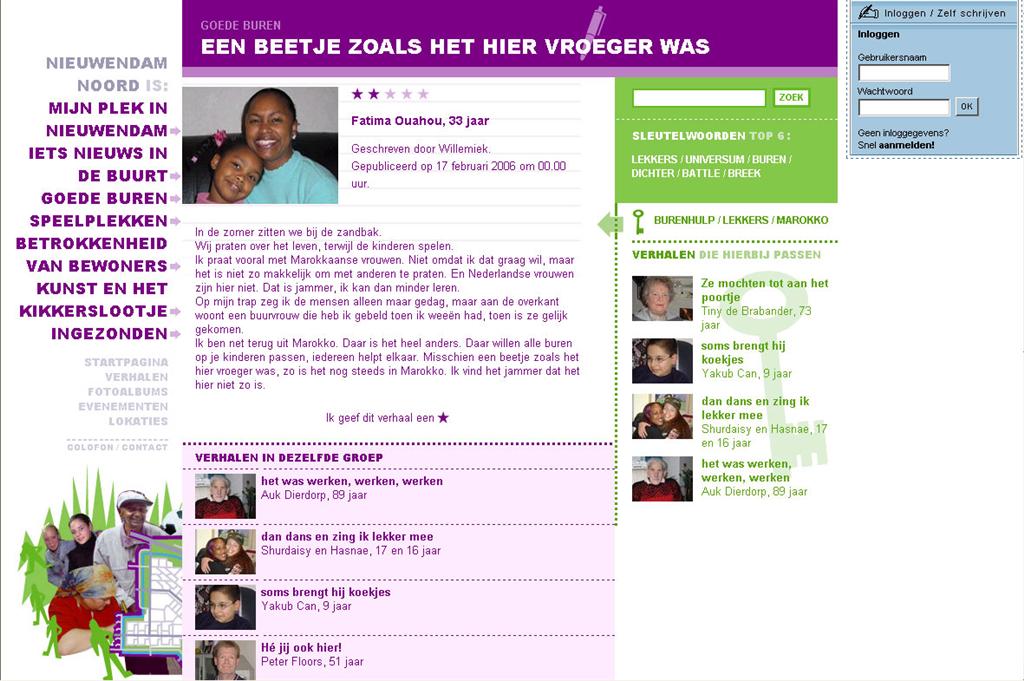 NIEUWENDAM
NOORD IS:
MIJN PLEK IN
NIEUWENDAM
IETS NIEUWS IN
DE BUURT
GOEDE BUREN
SPEELPLEKKEN
BETROKKENHEID
VAN BEWONERS
KUNST EN HET
KIKKERSLOOTJE
INGEZONDEN
STARTPAGINA
VERHALEN
FOTOALBUMS
EVENEMENTEN
LOKATIES
COLOFON / CONTACT
GOEDE BUREN
EEN BEETJE ZOALS HET HIER VROEGER WAS
Fatima Ouahou, 33 jaar
Geschreven door Willemiek.
Gepubliceerd op 17 februari 2006 om 00.00
uur.
In de zomer zitten we bij de zandbak.
Wij praten over het leven, terwijl de kinderen spelen.
Ik praat vooral met Marokkaanse vrouwen. Niet omdat ik dat graag wil, maar
het is niet zo makkelijk om met anderen te praten. En Nederlandse vrouwen
zijn hier niet. Dat is jammer, ik kan dan minder leren.
Op mijn trap zeg ik de mensen alleen maar gedag, maar aan de overkant
woont een buurvrouw die heb ik gebeld toen ik weeën had, toen is ze gelijk
gekomen.
Ik ben net terug uit Marokko. Daar is het heel anders. Daar willen alle buren
op je kinderen passen, iedereen helpt elkaar. Misschien een beetje zoals het
hier vroeger was, zo is het nog steeds in Marokko. Ik vind het jammer dat het
hier niet zo is.
Ik geef dit verhaal een
VERHALEN IN DEZELFDE GROEP
het was werken, werken, werken
Auk Dierdorp, 89 jaar
dan dans en zing ik lekker mee
Shurdaisy en Hasnae, 17 en 16 jaar
soms brengt hij koekjes
Yakub Can, 9 jaar
Hé jij ook hier!
Peter Floors, 51 jaar
ZOEK
SLEUTELWOORDEN TOP 6:
LEKKERS / UNIVERSUM / BUREN /
DICHTER / BATTLE / BREEK
BURENHULP / LEKKERS / MAROKKO
VERHALEN DIE HIERBIJ PASSEN
Ze mochten tot aan het
poortje
Tiny de Brabander, 73
jaar
soms brengt hij
koekjes
Yakub Can, 9 jaar
dan dans en zing ik
lekker mee
Shurdaisy en Hasnae, 17
en 16 jaar
het was werken,
werken, werken
Auk Dierdorp, 89 jaar
Inloggen / Zelf schrijven
Inloggen
Gebruikersnaam
Wachtwoord
OK
Geen inloggegevens?
Snel aanmelden!